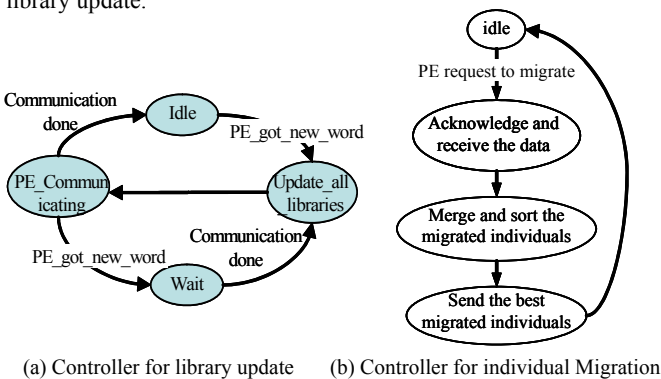 library update.
Communication
done
Idle
PE_got_new_word
PE_Commun
icating
Update_all
_libraries
Communication
done
PE_got_new_word
Wait
(a) Controller for library update
idle
PE request to migrate
Acknowledge and
receive the data
Merge and sort the
migrated individuals
Send the best
migrated individuals
(b) Controller for individual Migration